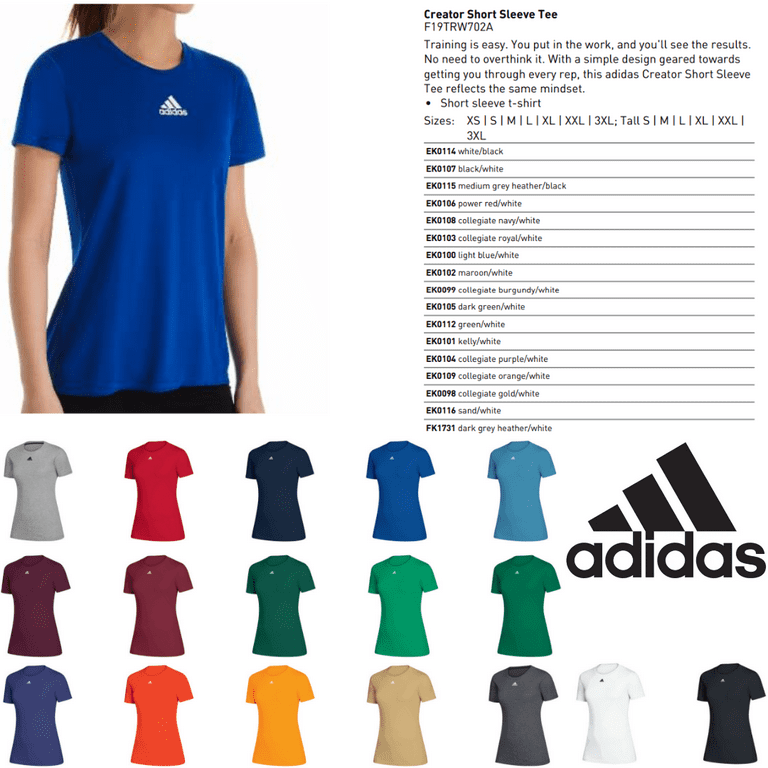 Creator Short Sleeve Tee
F19TRW702A
Training is easy. You put in the work, and you'll see the results.
No need to overthink it. With a simple design geared towards
getting you through every rep, this adidas Creator Short Sleeve
Tee reflects the same mindset.
• Short sleeve t-shirt
Sizes: XS | S | M | L | XL | XXL | 3XL; Tall S | M | L | XL | XXL |
3XL
EK0114 white/black
EK0107 black/white
EK0115 medium grey heather/black
EK0106 power red/white
EK0108 collegiate navy/white
EK0103 collegiate royal/white
EK0100 light blue/white
EK0102 maroon/white
EK0099 collegiate burgundy/white
EK0105 dark green/white
EK0112 green/white
EK0101 kelly/white
EK0104 collegiate purple/white
EK0109 collegiate orange/white
EK0098 collegiate gold/white
EK0116 sand/white
FK1731 dark grey heather/white
adidas
adidas